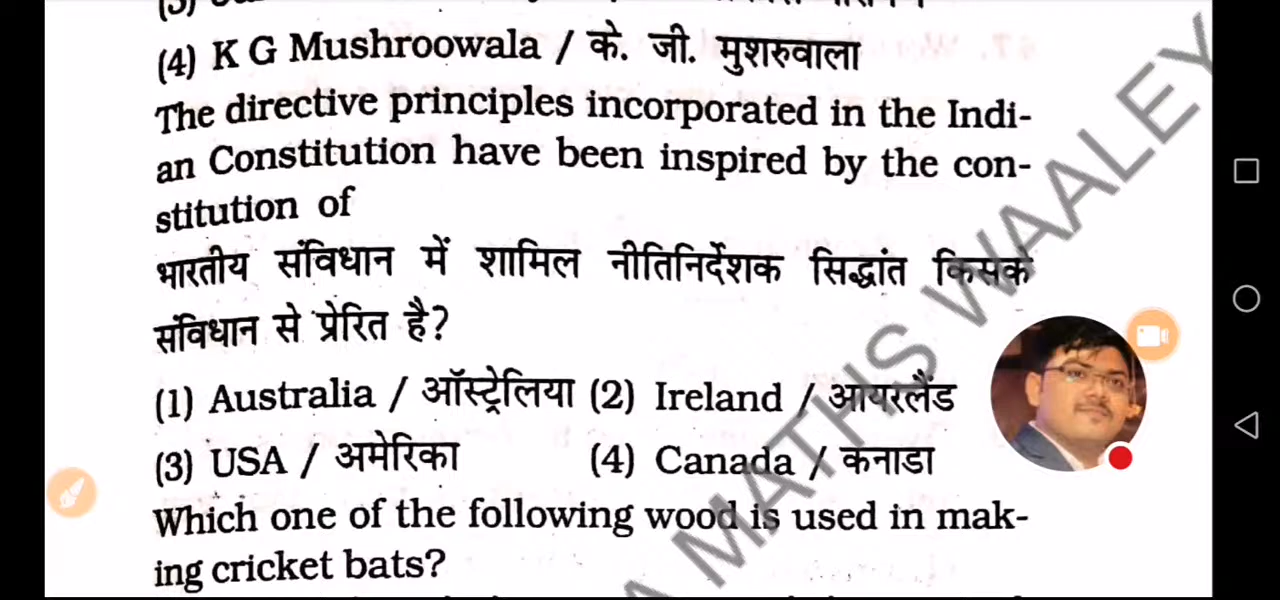 (4) K G Mushroowala / के. जी. मुशरुवाला
The directive principles incorporated in the Indi-
an Constitution have been inspired by the con-
stitution of
भारतीय संविधान में शामिल नीतिनिर्देशक सिद्धांत किसके
संविधान से प्रेरित है?
(1) Australia / ऑस्ट्रेलिया (2) Ireland / आयरलैंड
(3) USA / अमेरिका (4) Canada / कनाडा
Which one of the following wood is used in mak-
ing cricket bats?
MATHS WAALEY